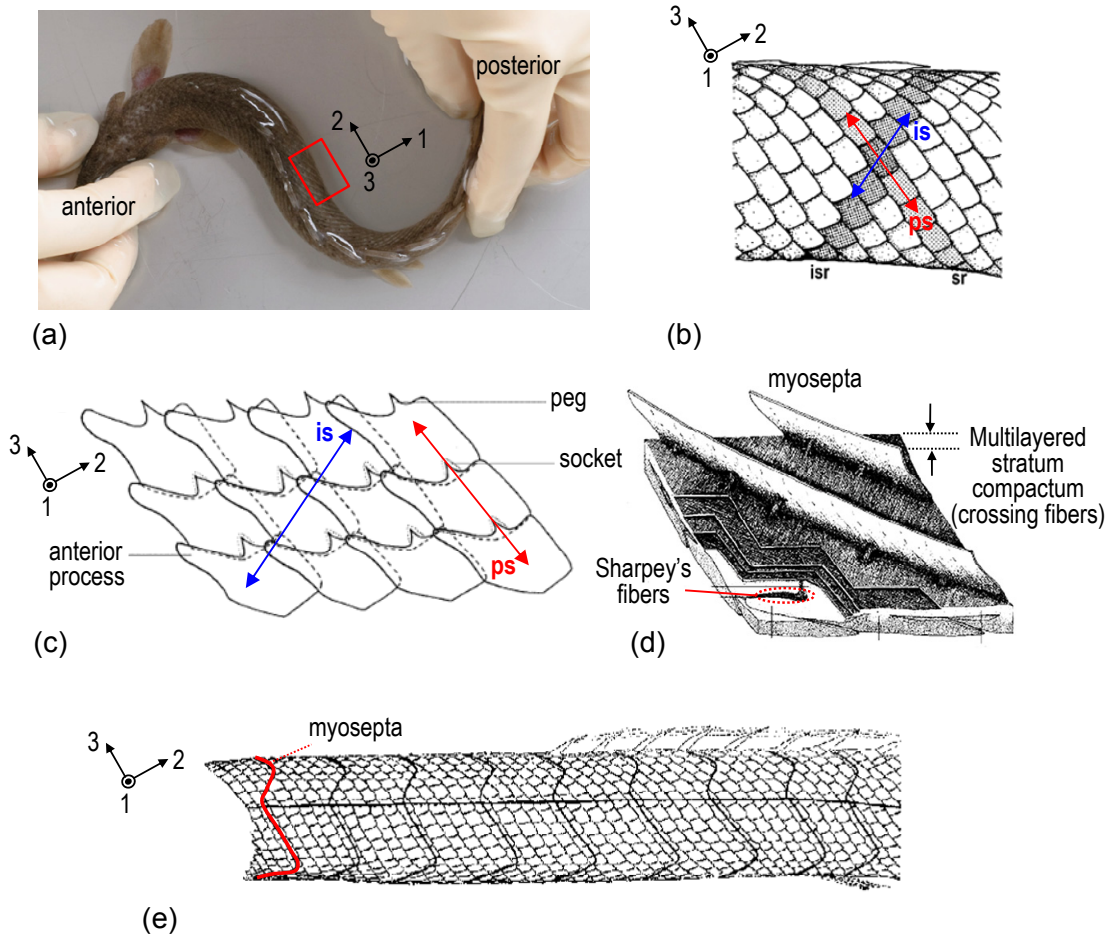 posterior
anterior
2
1
3
(a)
3
2
1
is
ps
isr
sr
(b)
3
2
1
is
ps
peg
socket
anterior
process
(c)
myosepta
Multilayered
stratum
compactum
(crossing fibers)
Sharpey's
fibers
(d)
3
2
1
myosepta
(e)